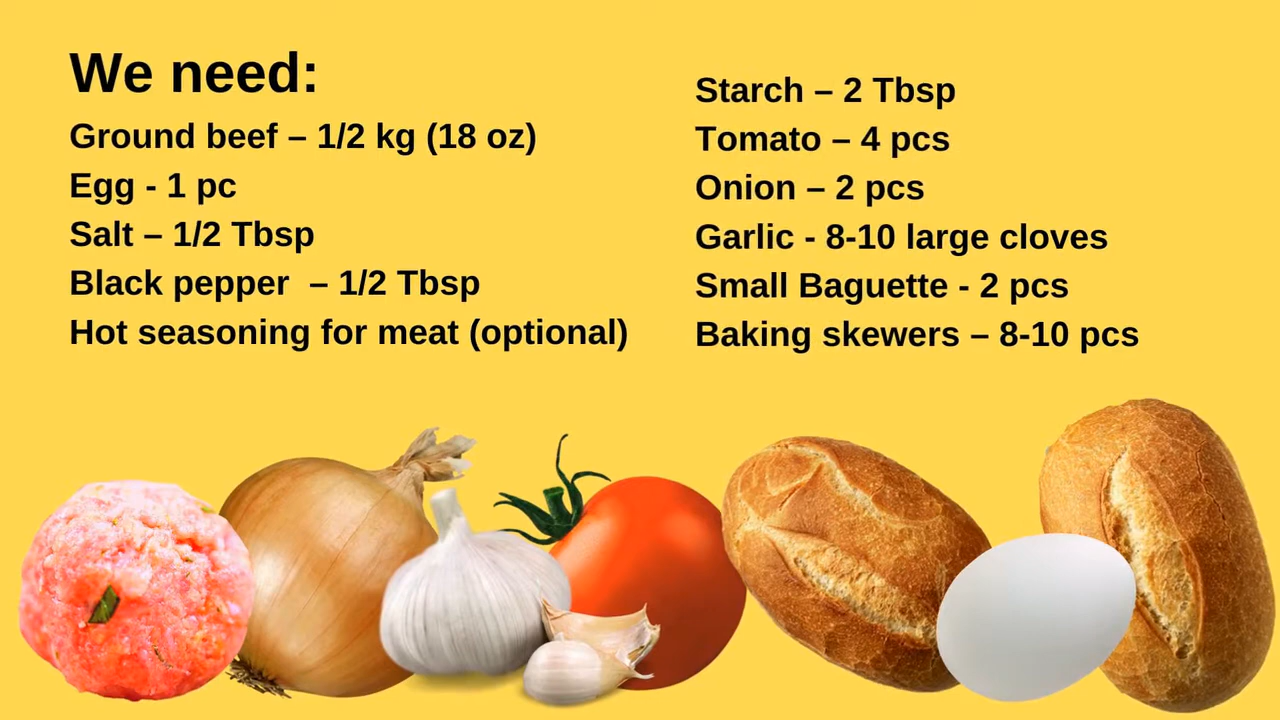 We need:
Ground beef – 1/2 kg (18 oz)
Egg - 1 pc
Salt – 1/2 Tbsp
Black pepper  – 1/2 Tbsp
Hot seasoning for meat (optional)
Starch – 2 Tbsp
Tomato – 4 pcs
Onion – 2 pcs
Garlic - 8-10 large cloves
Small Baguette - 2 pcs
Baking skewers – 8-10 pcs